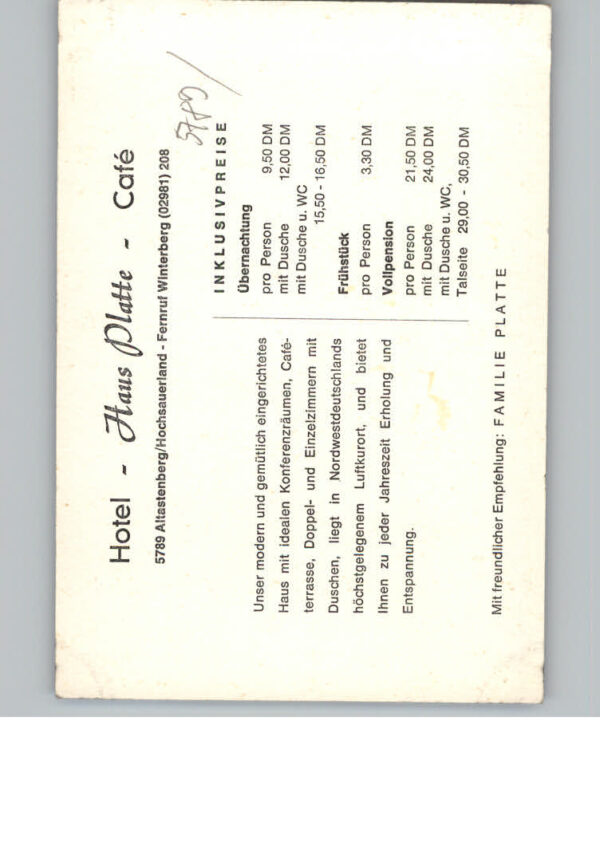 Hotel - Haus Platte - Café
5789 Altastenberg/Hochsauerland - Fernruf Winterberg (02981) 208
5789/
Unser modern und gemütlich eingerichtetes
Haus mit idealen Konferenzräumen, Café-
terrasse, Doppel- und Einzelzimmern mit
Duschen, liegt in Nordwestdeutschlands
höchstgelegenem Luftkurort, und bietet
Ihnen zu jeder Jahreszeit Erholung und
Entspannung.
INKLUSIVPREISE
Übernachtung
pro Person 9,50 DM
mit Dusche 12,00 DM
mit Dusche u. WC
15,50 - 16,50 DM
Frühstück
pro Person 3,30 DM
Vollpension
pro Person 21,50 DM
mit Dusche 24,00 DM
mit Dusche u. WC,
Talseite 29,00 - 30,50 DM
Mit freundlicher Empfehlung: FAMILIE PLATTE